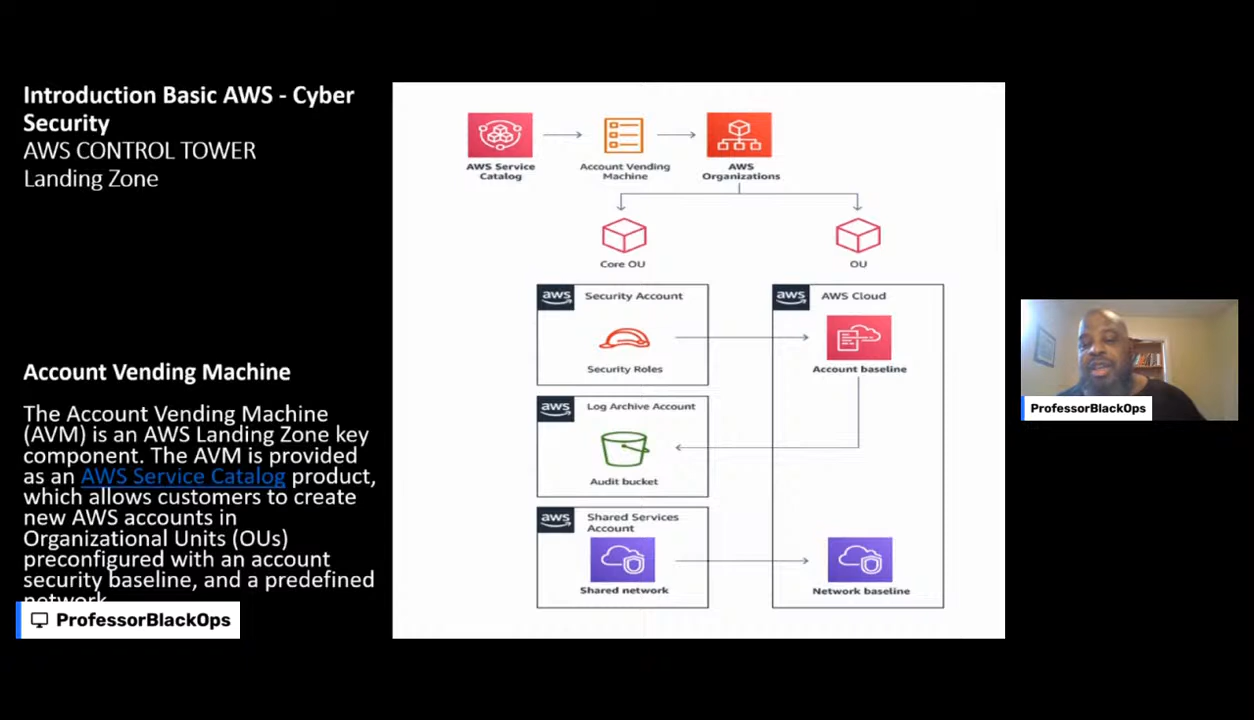 Introduction Basic AWS - Cyber
Security
AWS CONTROL TOWER
Landing Zone
Account Vending Machine
The Account Vending Machine
(AVM) is an AWS Landing Zone key
component. The AVM is provided
as an AWS Service Catalog product,
which allows customers to create
new AWS accounts in
Organizational Units (OUs)
preconfigured with an account
security baseline, and a predefined
network.
ProfessorBlackOps
AWS Service
Catalog
Account Vending
Machine
AWS
Organizations
Core OU
OU
aws
Security Account
Security Roles
aws
AWS Cloud
Account baseline
aws
Log Archive Account
Audit bucket
aws
Shared Services
Account
Shared network
Network baseline
ProfessorBlackOps